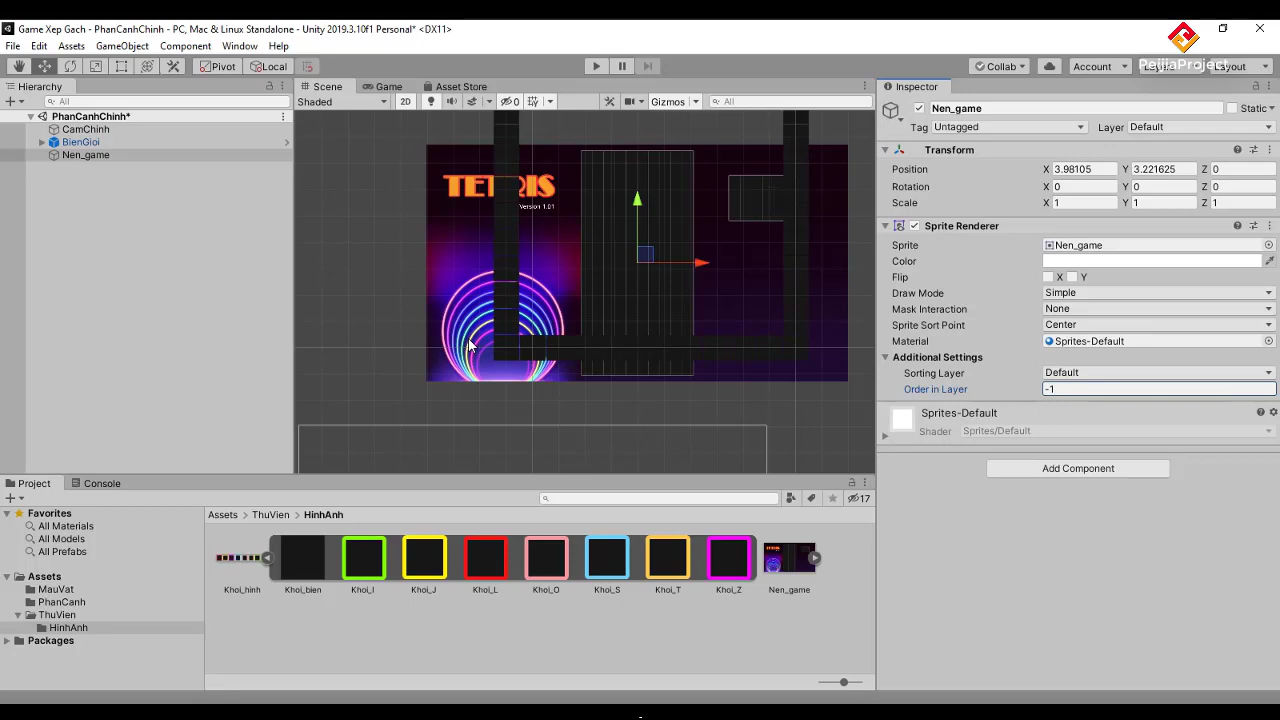 Game Xep Gach - PhanCanhChinh - PC, Mac & Linux Standalone - Unity 2019.3.10f1 Personal* <DX11>
PeijiaProject
File Edit Assets GameObject Component Window Help
Pivot Local Collab Account Layers Layout
Hierarchy Scene Game Asset Store Inspector
All Shaded 2D 0 Gizmos All Nen_game Static
PhanCanhChinh* Tag Untagged Layer Default
CamChinh
BienGioi
Nen_game
TETRIS
Version 1.01
Transform
Position X 3.98105 Y 3.221625 Z 0
Rotation X 0 Y 0 Z 0
Scale X 1 Y 1 Z 1
Sprite Renderer
Sprite Nen_game
Color
Flip X Y
Draw Mode Simple
Mask Interaction None
Sprite Sort Point Center
Material Sprites-Default
Additional Settings
Sorting Layer Default
Order in Layer -1
Sprites-Default
Shader Sprites/Default
Add Component
Project Console
17
Favorites
All Materials
All Models
All Prefabs
Assets
MauVat
PhanCanh
ThuVien
HinhAnh
Packages
Assets ThuVien HinhAnh
Khoi_hinh Khoi_bien Khoi_I Khoi_J Khoi_L Khoi_O Khoi_S Khoi_T Khoi_Z Nen_game